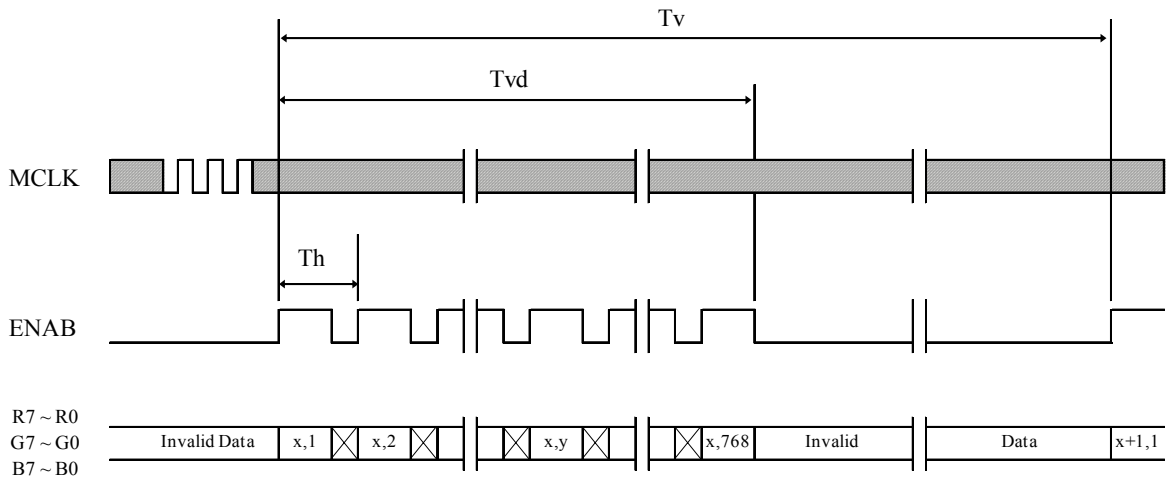 Tv
Tvd
MCLK
Th
ENAB
R7 ~ R0
G7 ~ G0
B7 ~ B0
Invalid Data
x,1
x,2
x,y
x,768
Invalid
Data
x+1,1